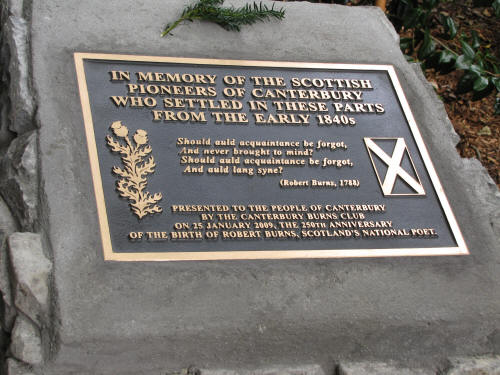 IN MEMORY OF THE SCOTTISH
PIONEERS OF CANTERBURY
WHO SETTLED IN THESE PARTS
FROM THE EARLY 1840s
Should auld acquaintance be forgot,
And never brought to mind?
Should auld acquaintance be forgot,
And auld lang syne?
(Robert Burns, 1788)
PRESENTED TO THE PEOPLE OF CANTERBURY
BY THE CANTERBURY BURNS CLUB
ON 25 JANUARY 2009, THE 250TH ANNIVERSARY
OF THE BIRTH OF ROBERT BURNS, SCOTLAND'S NATIONAL POET.